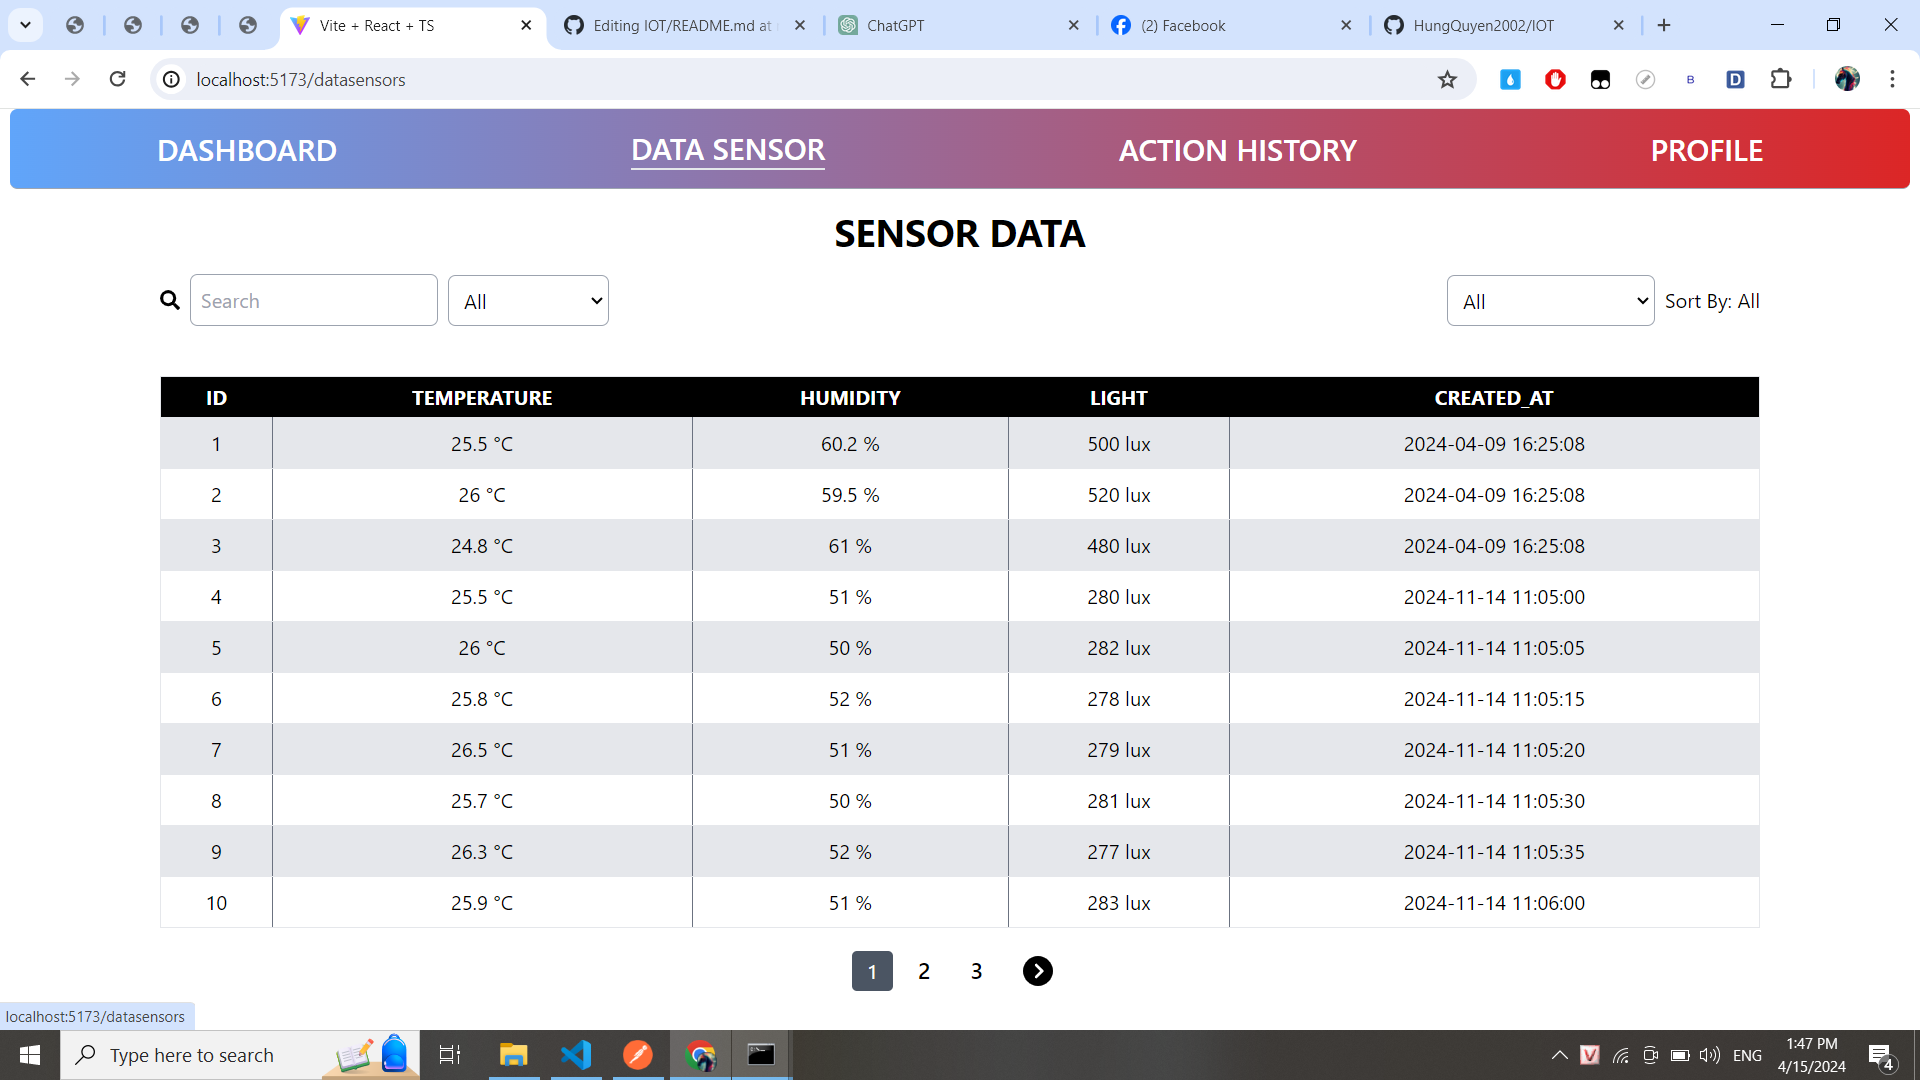 Vite + React + TS
Editing IOT/README.md at
ChatGPT
(2) Facebook
HungQuyen2002/IOT
localhost:5173/datasensors
B
D
DASHBOARD
DATA SENSOR
ACTION HISTORY
PROFILE
SENSOR DATA
Search
All
All
Sort By: All
ID TEMPERATURE HUMIDITY LIGHT CREATED_AT
1 25.5 °C 60.2 % 500 lux 2024-04-09 16:25:08
2 26 °C 59.5 % 520 lux 2024-04-09 16:25:08
3 24.8 °C 61 % 480 lux 2024-04-09 16:25:08
4 25.5 °C 51 % 280 lux 2024-11-14 11:05:00
5 26 °C 50 % 282 lux 2024-11-14 11:05:05
6 25.8 °C 52 % 278 lux 2024-11-14 11:05:15
7 26.5 °C 51 % 279 lux 2024-11-14 11:05:20
8 25.7 °C 50 % 281 lux 2024-11-14 11:05:30
9 26.3 °C 52 % 277 lux 2024-11-14 11:05:35
10 25.9 °C 51 % 283 lux 2024-11-14 11:06:00
1 2 3
localhost:5173/datasensors
Type here to search
V
ENG
1:47 PM
4/15/2024
4